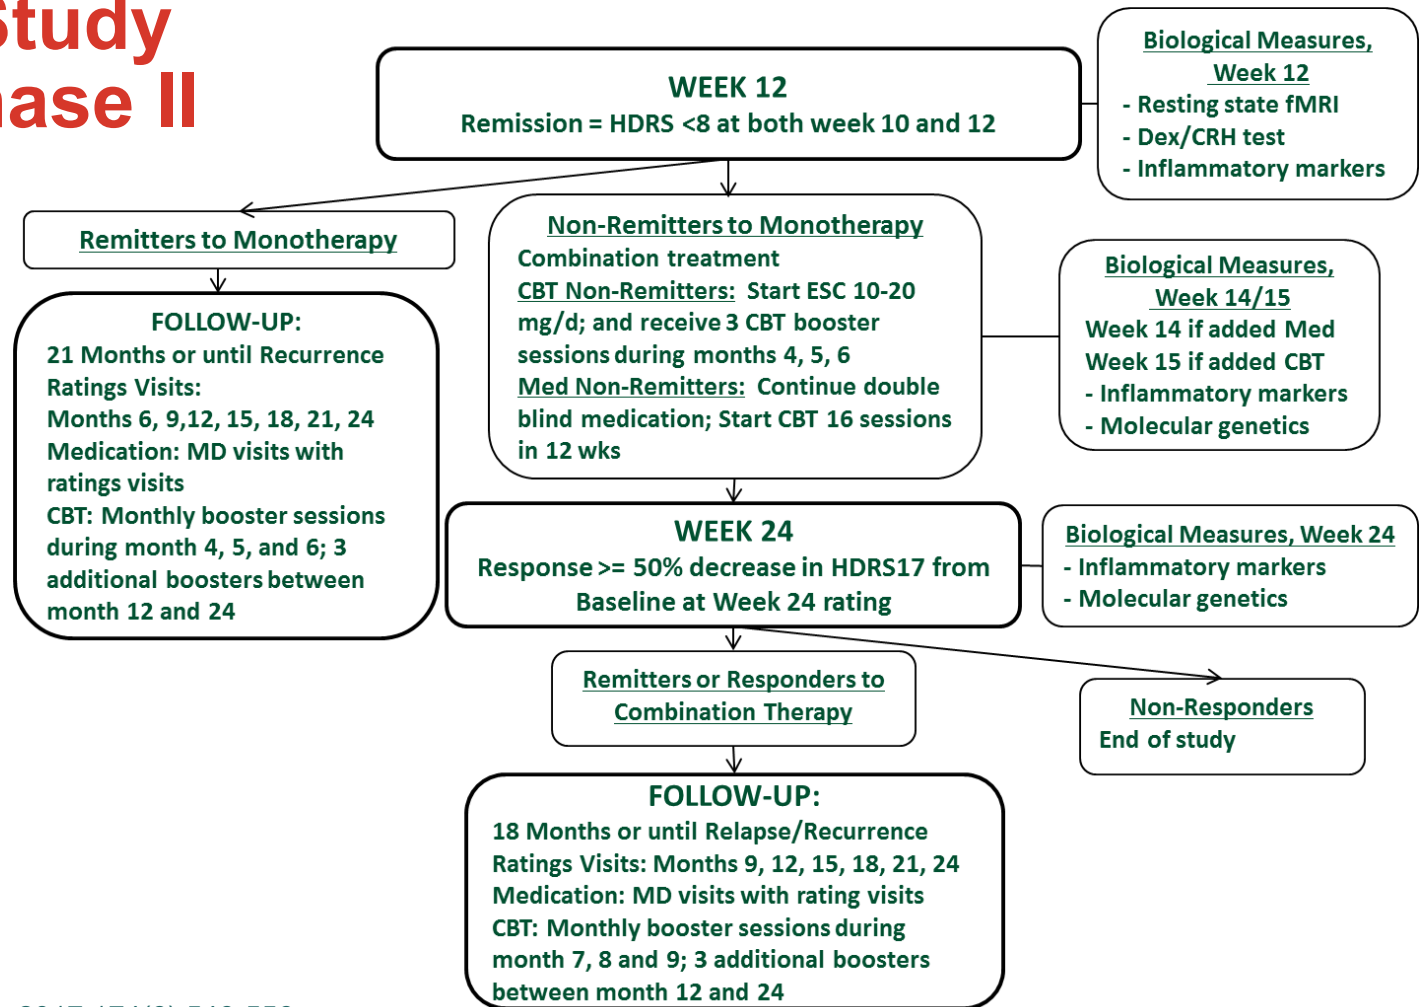 Study
hase II
WEEK 12
Remission = HDRS <8 at both week 10 and 12
Biological Measures,
Week 12
- Resting state fMRI
- Dex/CRH test
- Inflammatory markers
Remitters to Monotherapy
FOLLOW-UP:
21 Months or until Recurrence
Ratings Visits:
Months 6, 9,12, 15, 18, 21, 24
Medication: MD visits with
ratings visits
CBT: Monthly booster sessions
during month 4, 5, and 6; 3
additional boosters between
month 12 and 24
Non-Remitters to Monotherapy
Combination treatment
CBT Non-Remitters: Start ESC 10-20
mg/d; and receive 3 CBT booster
sessions during months 4, 5, 6
Med Non-Remitters: Continue double
blind medication; Start CBT 16 sessions
in 12 wks
Biological Measures,
Week 14/15
Week 14 if added Med
Week 15 if added CBT
- Inflammatory markers
- Molecular genetics
WEEK 24
Response >= 50% decrease in HDRS17 from
Baseline at Week 24 rating
Biological Measures, Week 24
- Inflammatory markers
- Molecular genetics
Remitters or Responders to
Combination Therapy
Non-Responders
End of study
FOLLOW-UP:
18 Months or until Relapse/Recurrence
Ratings Visits: Months 9, 12, 15, 18, 21, 24
Medication: MD visits with rating visits
CBT: Monthly booster sessions during
month 7, 8 and 9; 3 additional boosters
between month 12 and 24